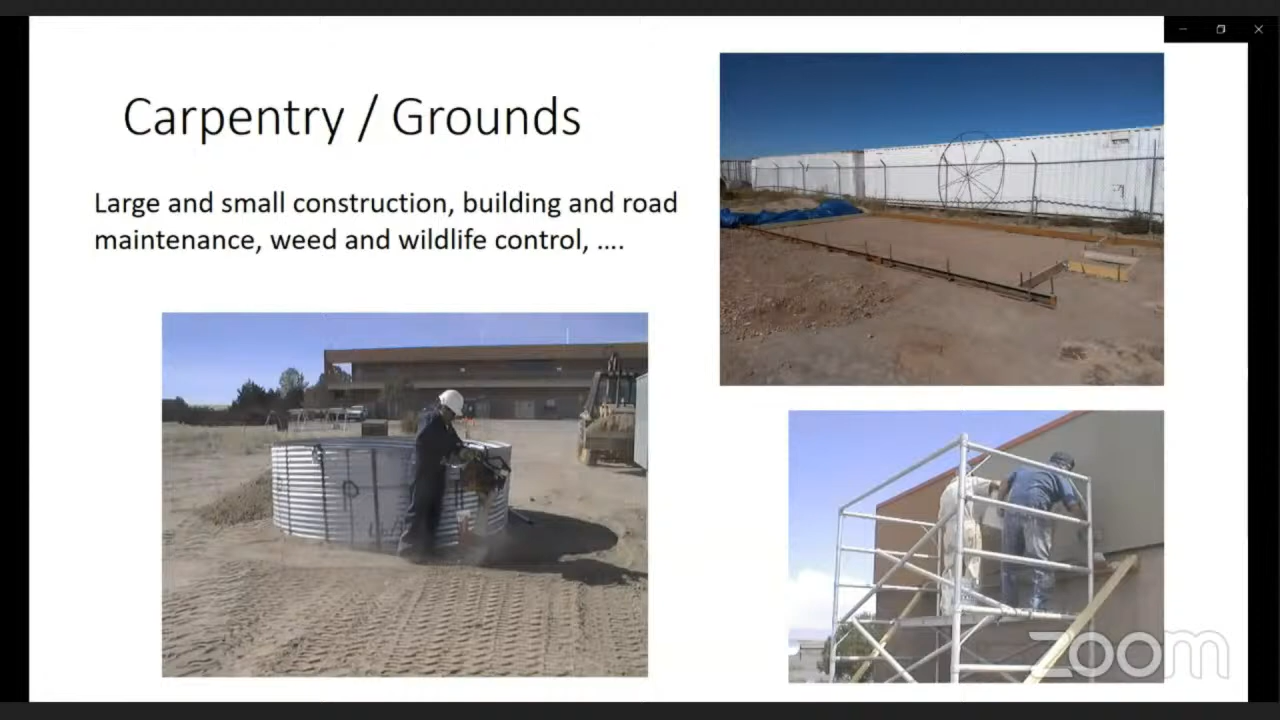 Carpentry / Grounds
Large and small construction, building and road
maintenance, weed and wildlife control, ....
zoom